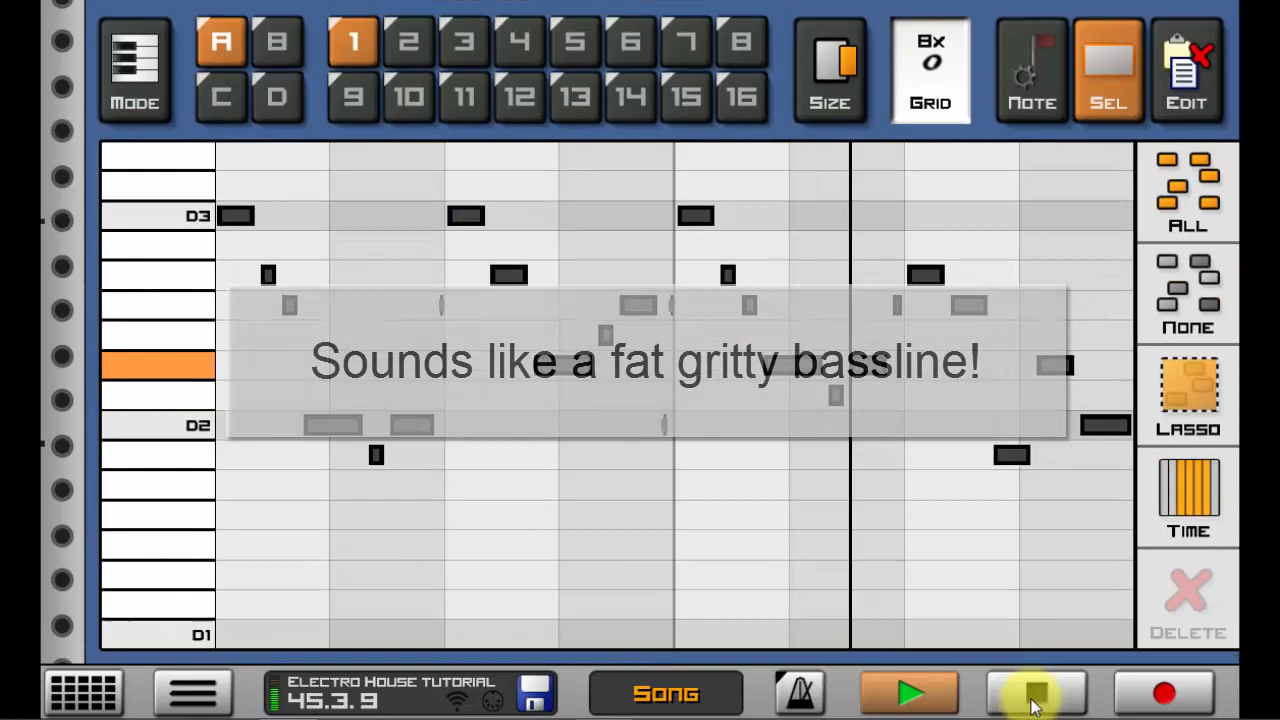 A B 1 2 3 4 5 6 7 8
8x
MODE C D 9 10 11 12 13 14 15 16 SIZE GRID NOTE SEL EDIT
D3
ALL
NONE
Sounds like a fat gritty bassline!
D2
LASSO
TIME
D1
DELETE
ELECTRO HOUSE TUTORIAL
45.3.9
SONG